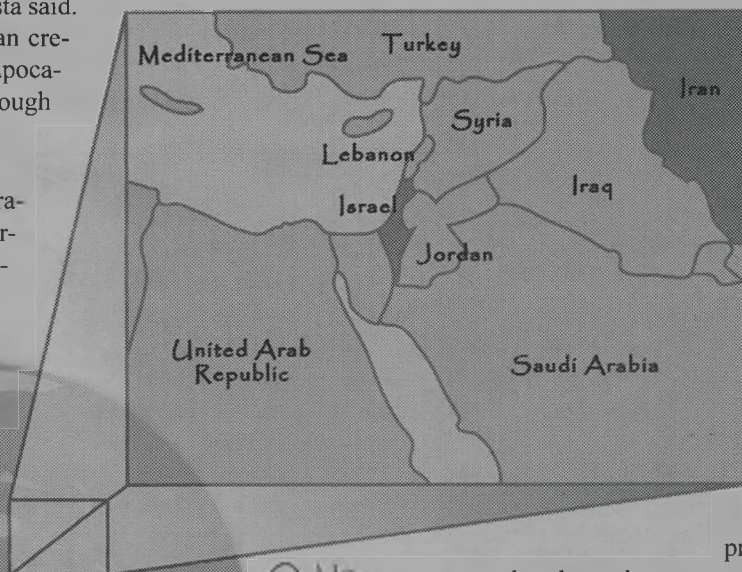 sta said.
an cre-
apoca-
ough
ra-
r-
-
Mediterranean Sea
Turkey
Iran
Syria
Lebanon
Iraq
Israel
Jordan
United Arab
Republic
Saudi Arabia
pr